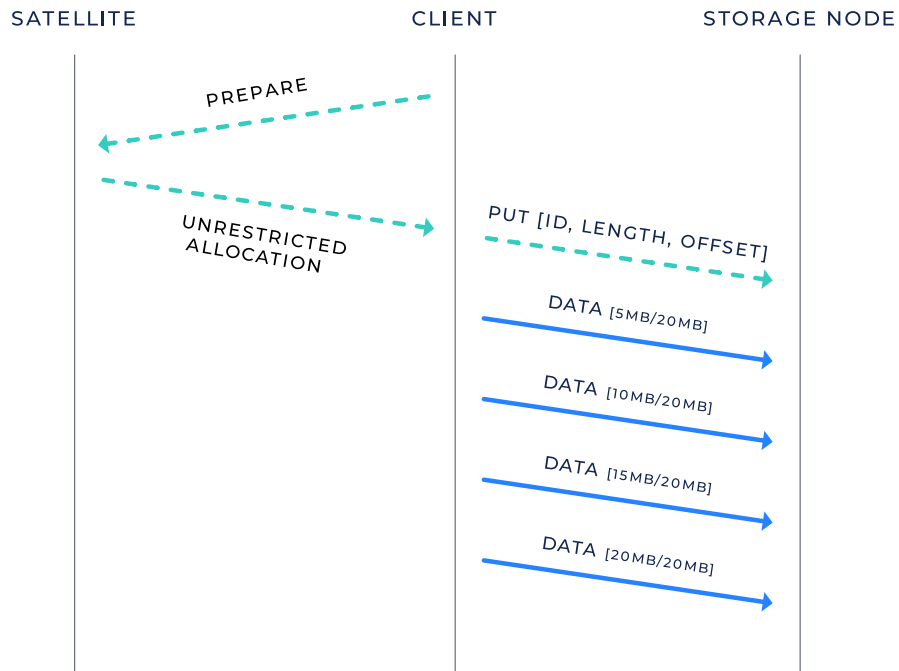 SATELLITE
CLIENT
STORAGE NODE
PREPARE
UNRESTRICTED
ALLOCATION
PUT [ID, LENGTH, OFFSET]
DATA [5MB/20MB]
DATA [10MB/20MB]
DATA [15MB/20MB]
DATA [20MB/20MB]